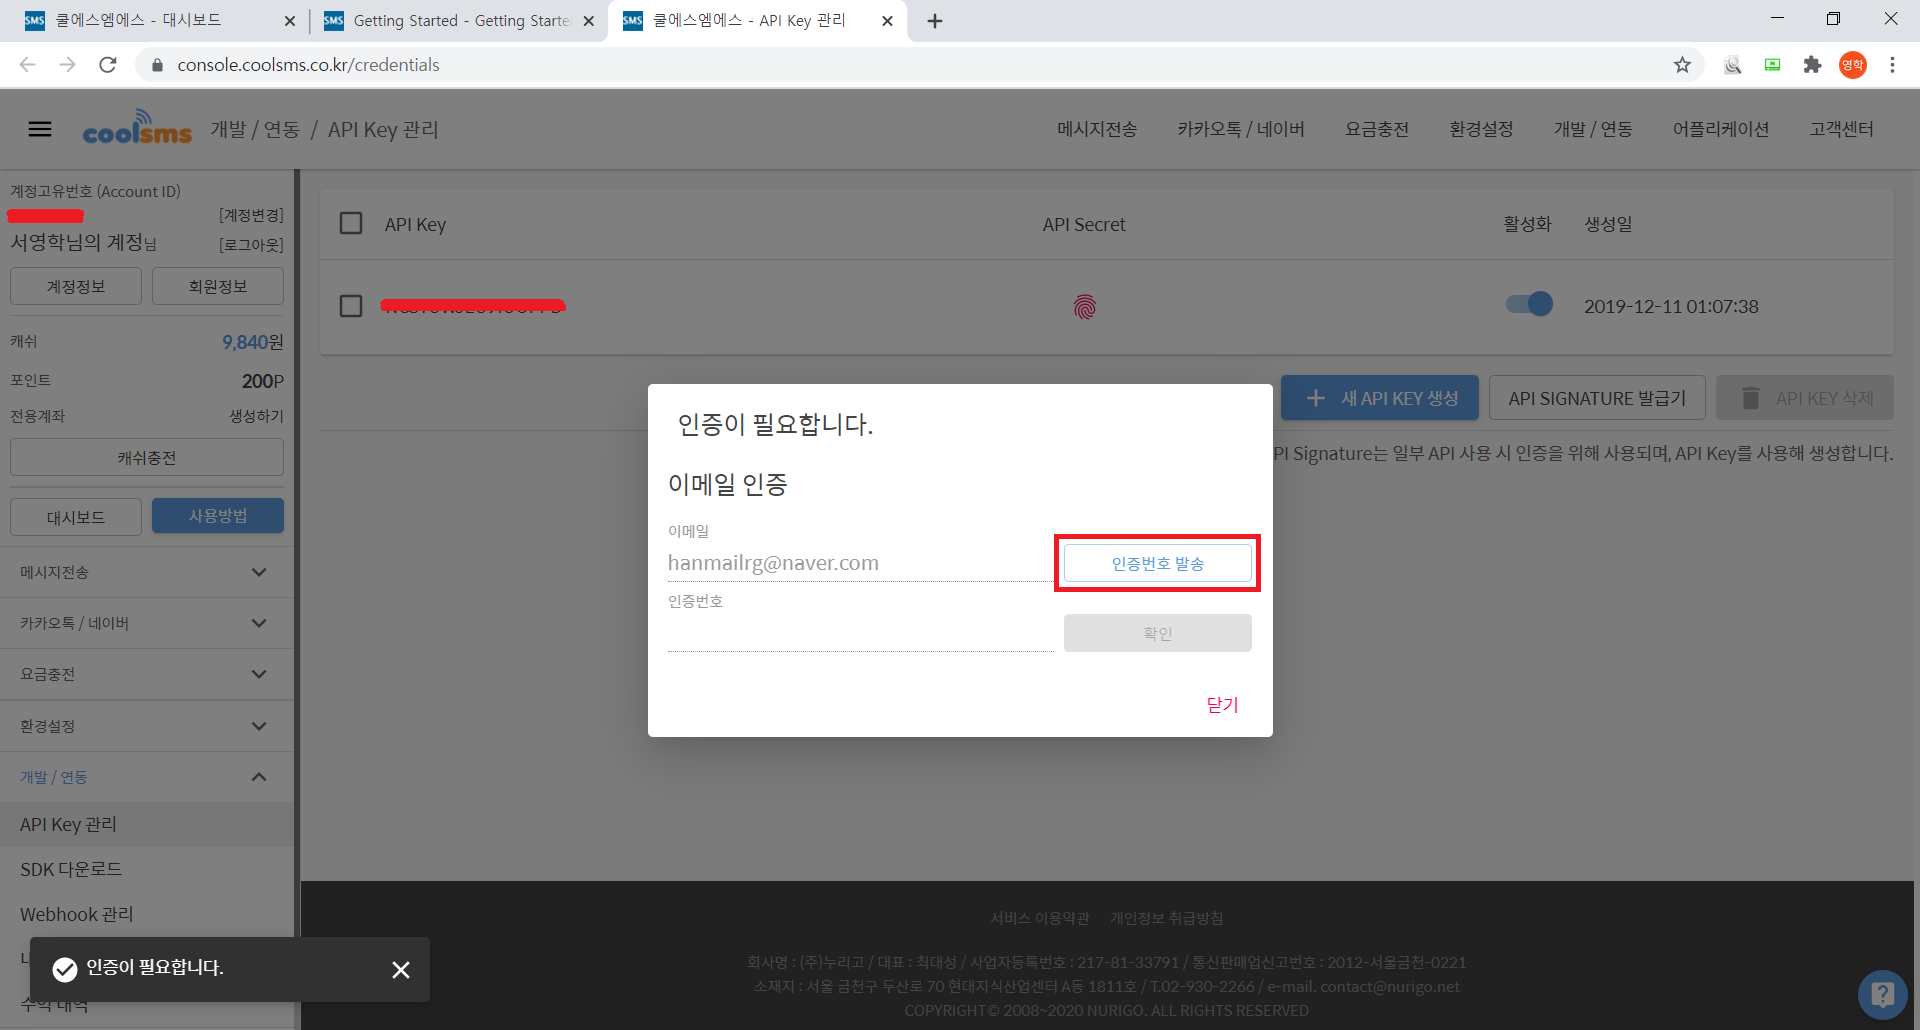 SMS 쿨에스엠에스 - 대시보드
SMS Getting Started - Getting Starte
SMS 쿨에스엠에스 - API Key 관리
console.coolsms.co.kr/credentials
영학
coolsms 개발 / 연동 / API Key 관리
메시지전송 카카오톡 / 네이버 요금충전 환경설정 개발 / 연동 어플리케이션 고객센터
계정고유번호 (Account ID)
[계정변경]
서영학님의 계정님 [로그아웃]
계정정보 회원정보
캐쉬 9,840원
포인트 200P
전용계좌 생성하기
캐쉬충전
대시보드 사용방법
메시지전송
카카오톡 / 네이버
요금충전
환경설정
개발 / 연동
API Key 관리
SDK 다운로드
Webhook 관리
수익 내역
API Key API Secret 활성화 생성일
2019-12-11 01:07:38
새 API KEY 생성 API SIGNATURE 발급기 API KEY 삭제
PI Signature는 일부 API 사용 시 인증을 위해 사용되며, API Key를 사용해 생성합니다.
인증이 필요합니다.
이메일 인증
이메일
hanmailrg@naver.com 인증번호 발송
인증번호
확인
닫기
인증이 필요합니다.
서비스 이용약관 개인정보 취급방침
회사명 : (주)누리고 / 대표 : 최대성 / 사업자등록번호 : 217-81-33791 / 통신판매업신고번호 : 2012-서울금천-0221
소재지 : 서울 금천구 두산로 70 현대지식산업센터 A동 1811호 / T.02-930-2266 / e-mail. contact@nurigo.net
COPYRIGHT© 2008~2020 NURIGO. ALL RIGHTS RESERVED